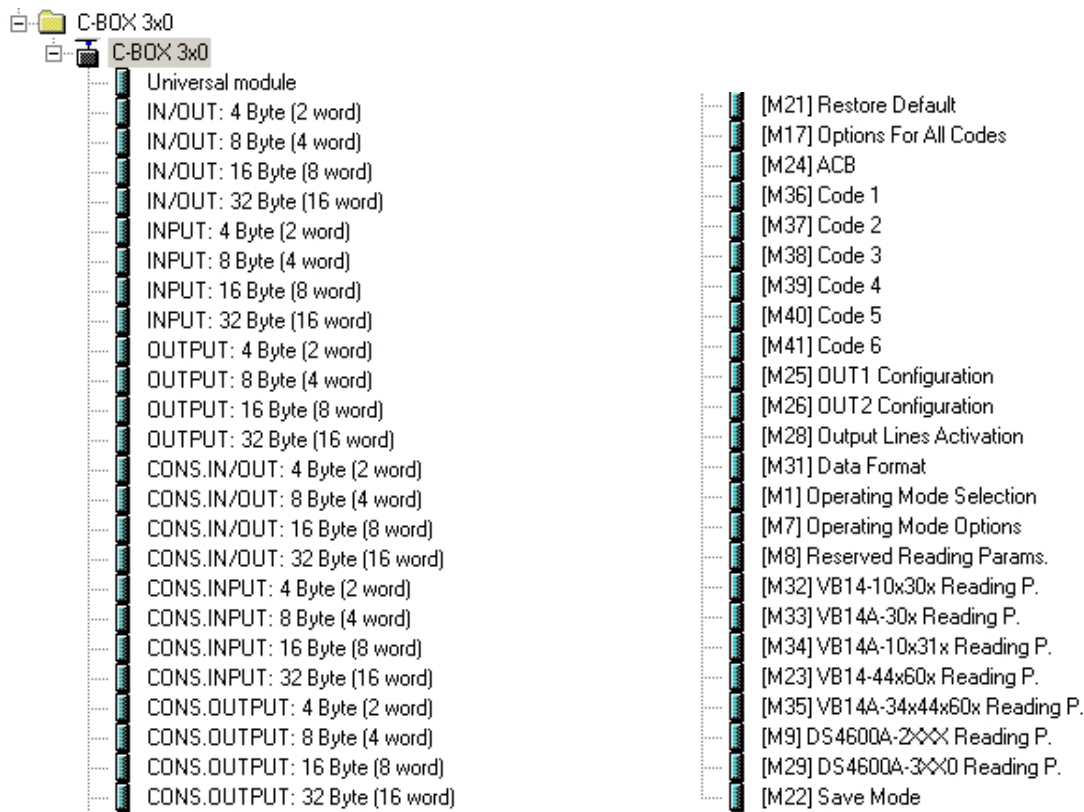 C-BOX 3x0
C-BOX 3x0
Universal module
IN/OUT: 4 Byte (2 word)
IN/OUT: 8 Byte (4 word)
IN/OUT: 16 Byte (8 word)
IN/OUT: 32 Byte (16 word)
INPUT: 4 Byte (2 word)
INPUT: 8 Byte (4 word)
INPUT: 16 Byte (8 word)
INPUT: 32 Byte (16 word)
OUTPUT: 4 Byte (2 word)
OUTPUT: 8 Byte (4 word)
OUTPUT: 16 Byte (8 word)
OUTPUT: 32 Byte (16 word)
CONS.IN/OUT: 4 Byte (2 word)
CONS.IN/OUT: 8 Byte (4 word)
CONS.IN/OUT: 16 Byte (8 word)
CONS.IN/OUT: 32 Byte (16 word)
CONS.INPUT: 4 Byte (2 word)
CONS.INPUT: 8 Byte (4 word)
CONS.INPUT: 16 Byte (8 word)
CONS.INPUT: 32 Byte (16 word)
CONS.OUTPUT: 4 Byte (2 word)
CONS.OUTPUT: 8 Byte (4 word)
CONS.OUTPUT: 16 Byte (8 word)
CONS.OUTPUT: 32 Byte (16 word)
[M21] Restore Default
[M17] Options For All Codes
[M24] ACB
[M36] Code 1
[M37] Code 2
[M38] Code 3
[M39] Code 4
[M40] Code 5
[M41] Code 6
[M25] OUT1 Configuration
[M26] OUT2 Configuration
[M28] Output Lines Activation
[M31] Data Format
[M1] Operating Mode Selection
[M7] Operating Mode Options
[M8] Reserved Reading Params.
[M32] VB14-10x30x Reading P.
[M33] VB14A-30x Reading P.
[M34] VB14A-10x31x Reading P.
[M23] VB14-44x60x Reading P.
[M35] VB14A-34x44x60x Reading P.
[M9] DS4600A-2XXX Reading P.
[M29] DS4600A-3XX0 Reading P.
[M22] Save Mode